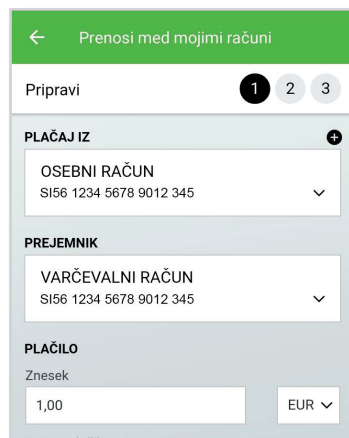 Prenosi med mojimi računi
Pripravi 1 2 3
PLAČAJ IZ
OSEBNI RAČUN
SI56 1234 5678 9012 345
PREJEMNIK
VARČEVALNI RAČUN
SI56 1234 5678 9012 345
PLAČILO
Znesek
1,00 EUR